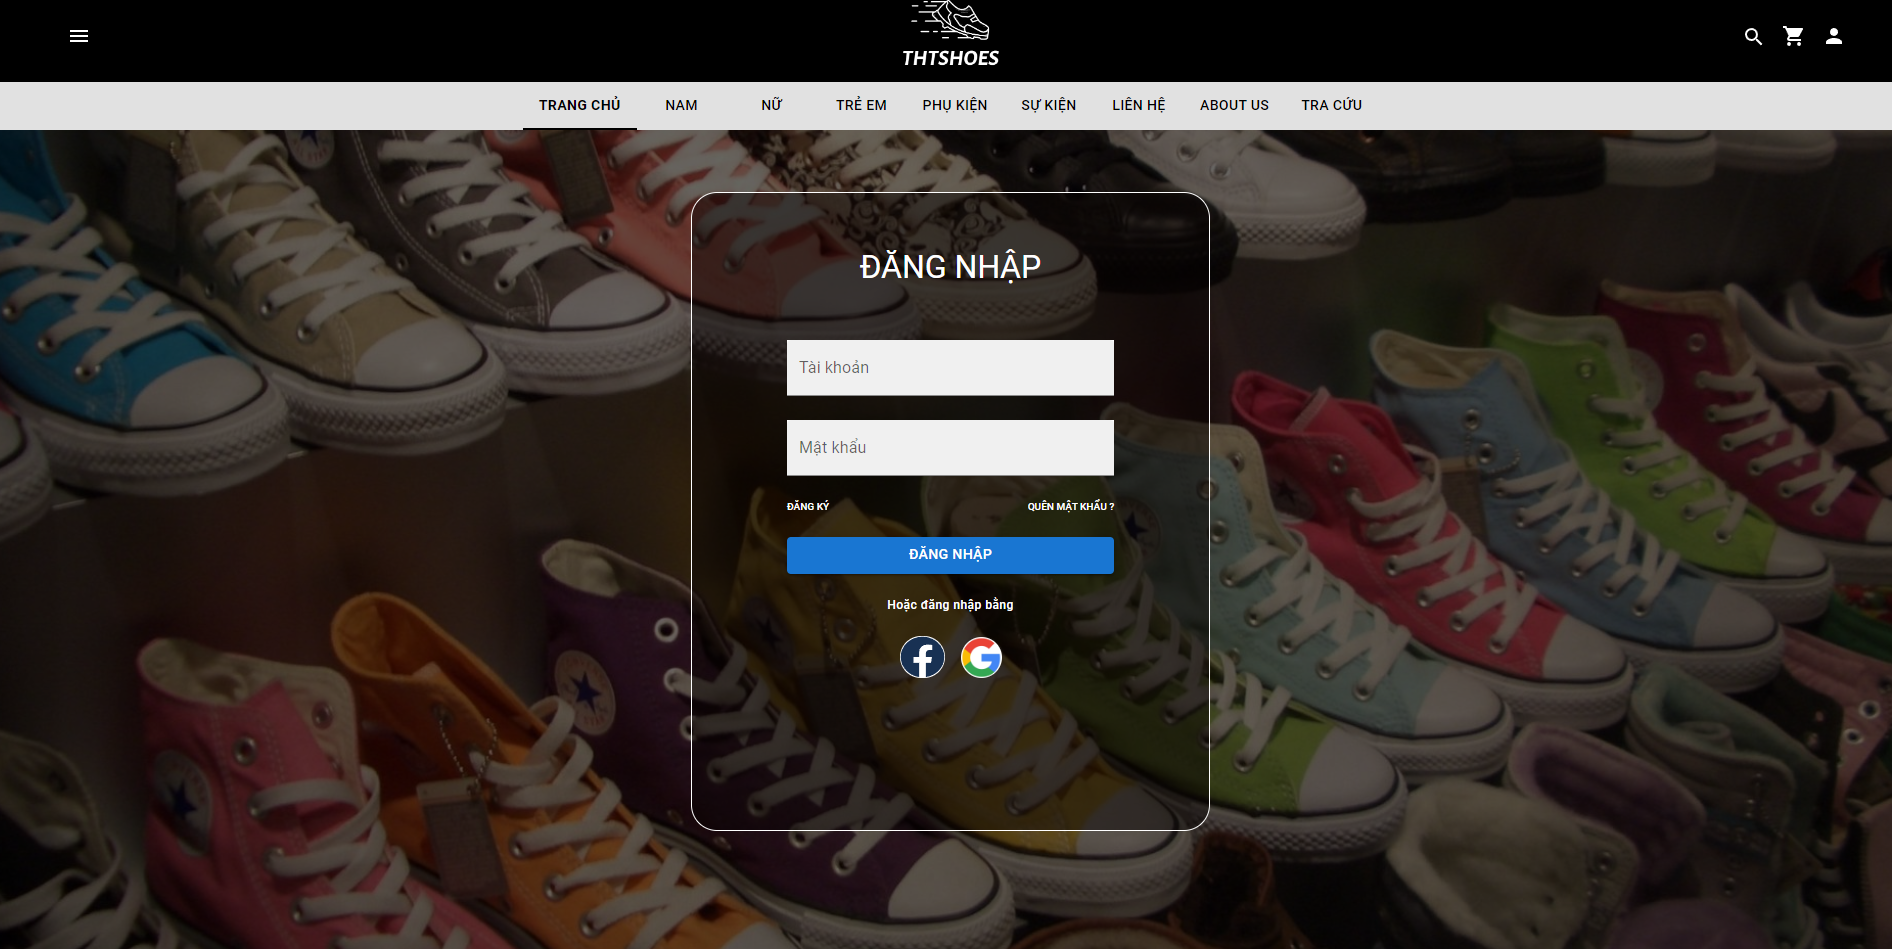 THTSHOES
TRANG CHỦ NAM NỮ TRẺ EM PHỤ KIỆN SỰ KIỆN LIÊN HỆ ABOUT US TRA CỨU
ĐĂNG NHẬP
Tài khoản
Mật khẩu
ĐĂNG KÝ QUÊN MẬT KHẨU ?
ĐĂNG NHẬP
Hoặc đăng nhập bằng